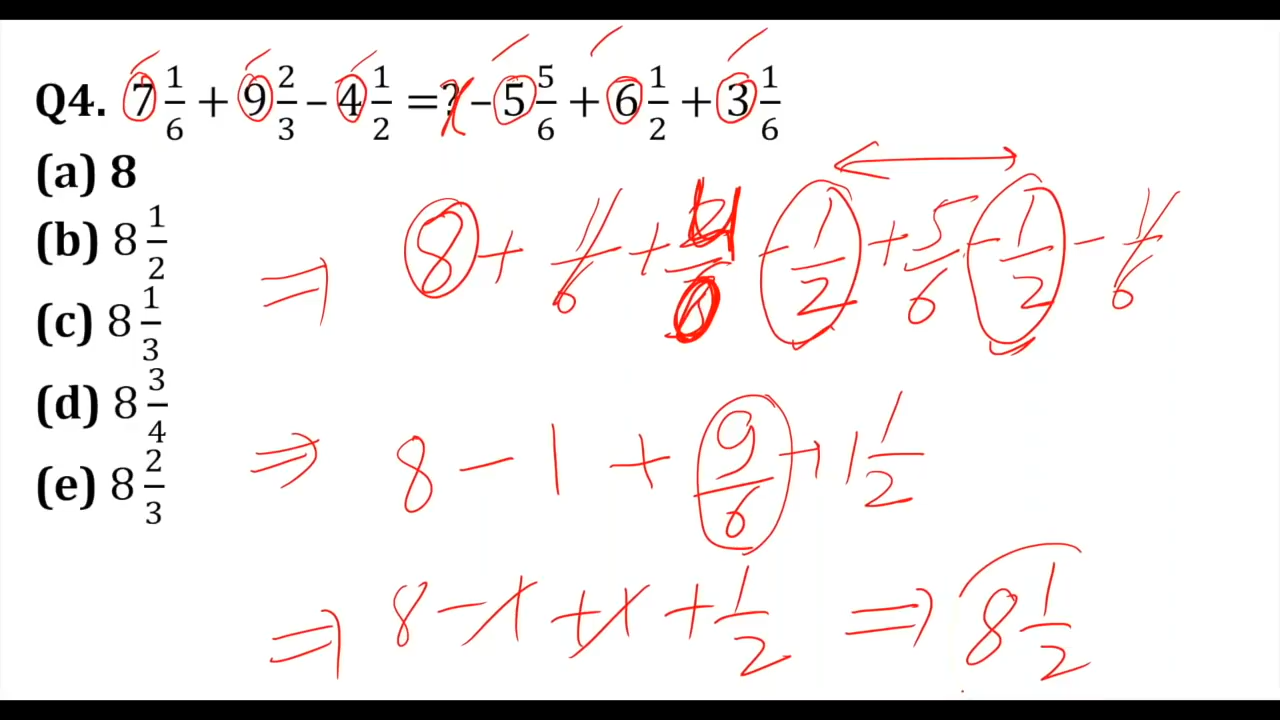 Q4. 7 1/6 + 9 2/3 - 4 1/2 = ? - 5 5/6 + 6 1/2 + 3 1/6
(a) 8
(b) 8 1/2
(c) 8 1/3
(d) 8 3/4
(e) 8 2/3
⇒ 8 + 1/6 + 4/6 - 1/2 + 5/6 - 1/2 - 1/6
⇒ 8 - 1 + 9/6 → 1 1/2
⇒ 8 - 1 + 1 + 1/2 ⇒ 8 1/2